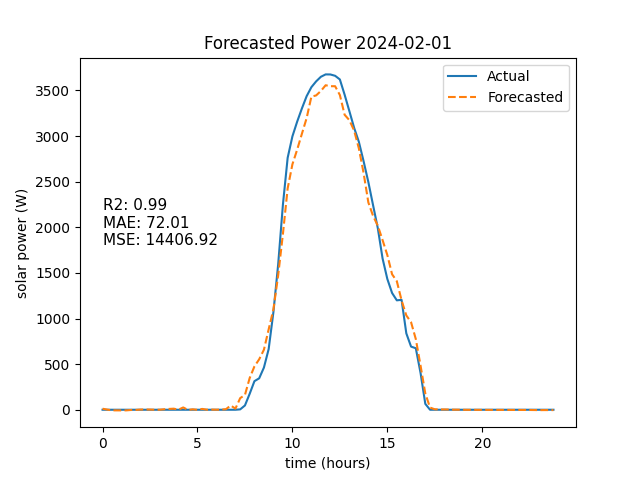 Forecasted Power 2024-02-01
Actual
Forecasted
R2: 0.99
MAE: 72.01
MSE: 14406.92
solar power (W)
3500
3000
2500
2000
1500
1000
500
0
0 5 10 15 20
time (hours)